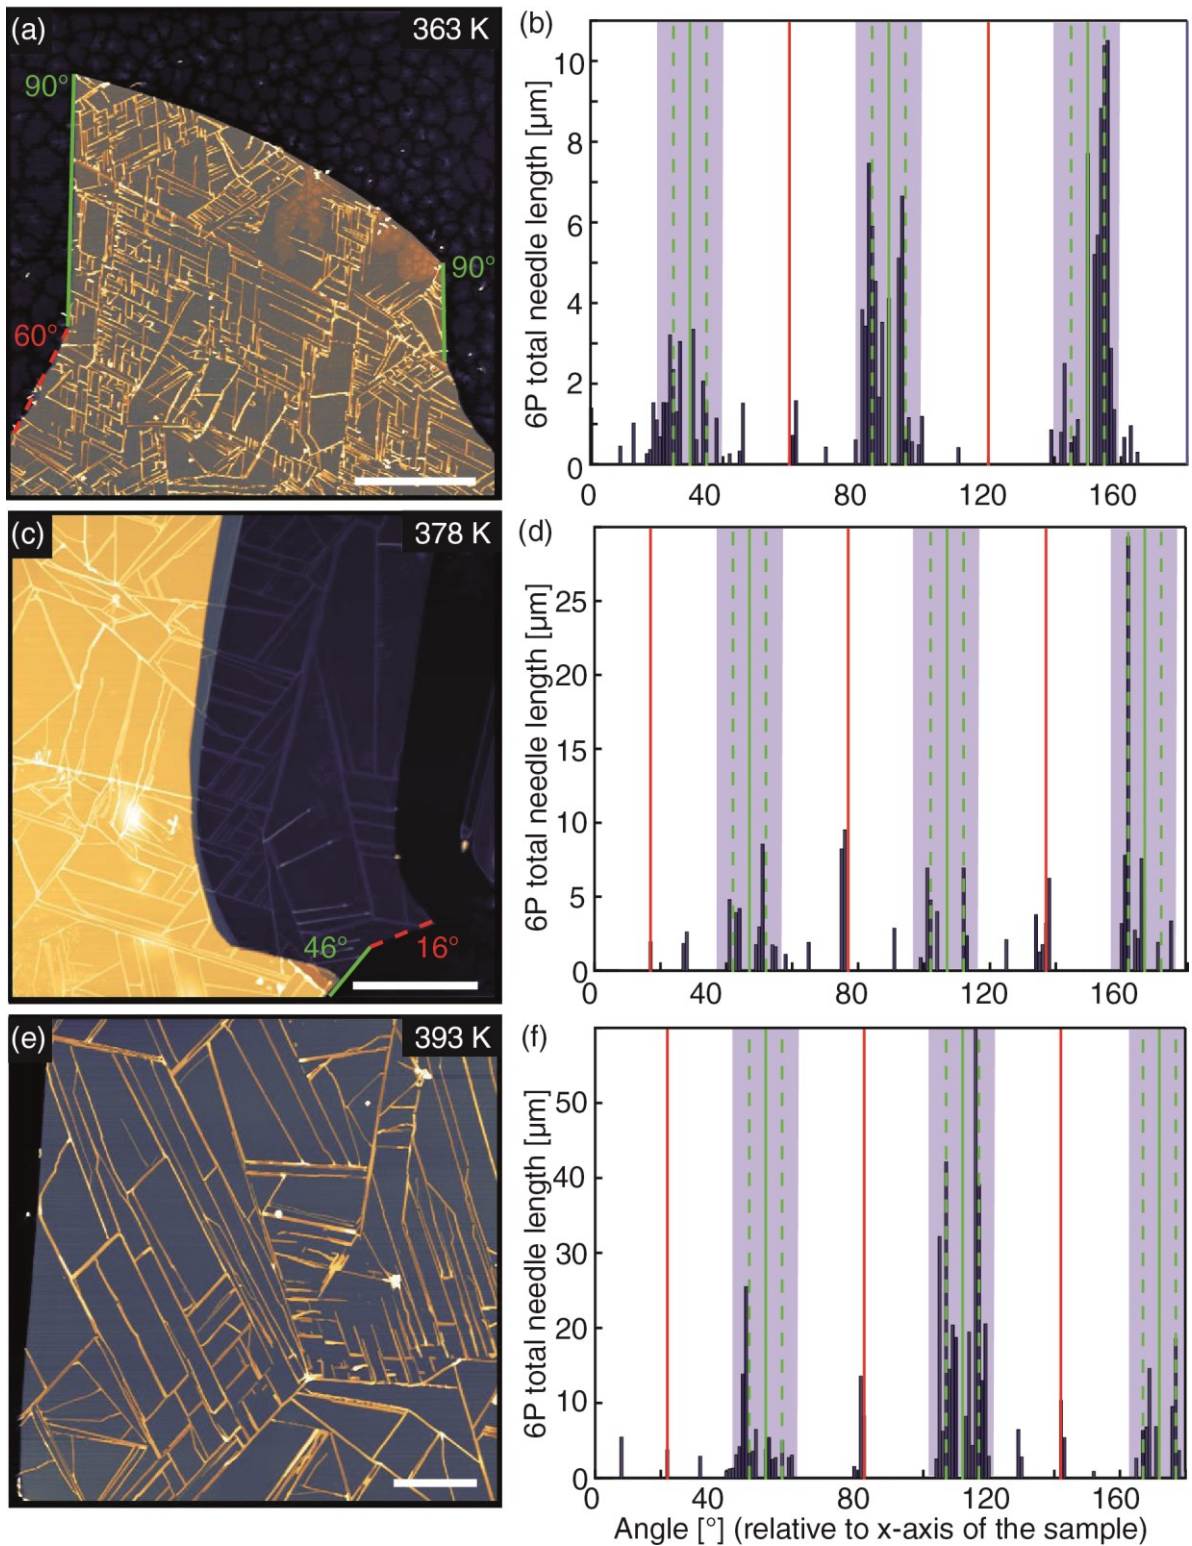 (a)
363 K
90°
90°
60°
(b)
6P total needle length [µm]
10
8
6
4
2
0
0
40
80
120
160
(c)
378 K
46°
16°
(d)
6P total needle length [µm]
25
20
15
10
5
0
0
40
80
120
160
(e)
393 K
(f)
6P total needle length [µm]
50
40
30
20
10
0
0
40
80
120
160
Angle [°] (relative to x-axis of the sample)